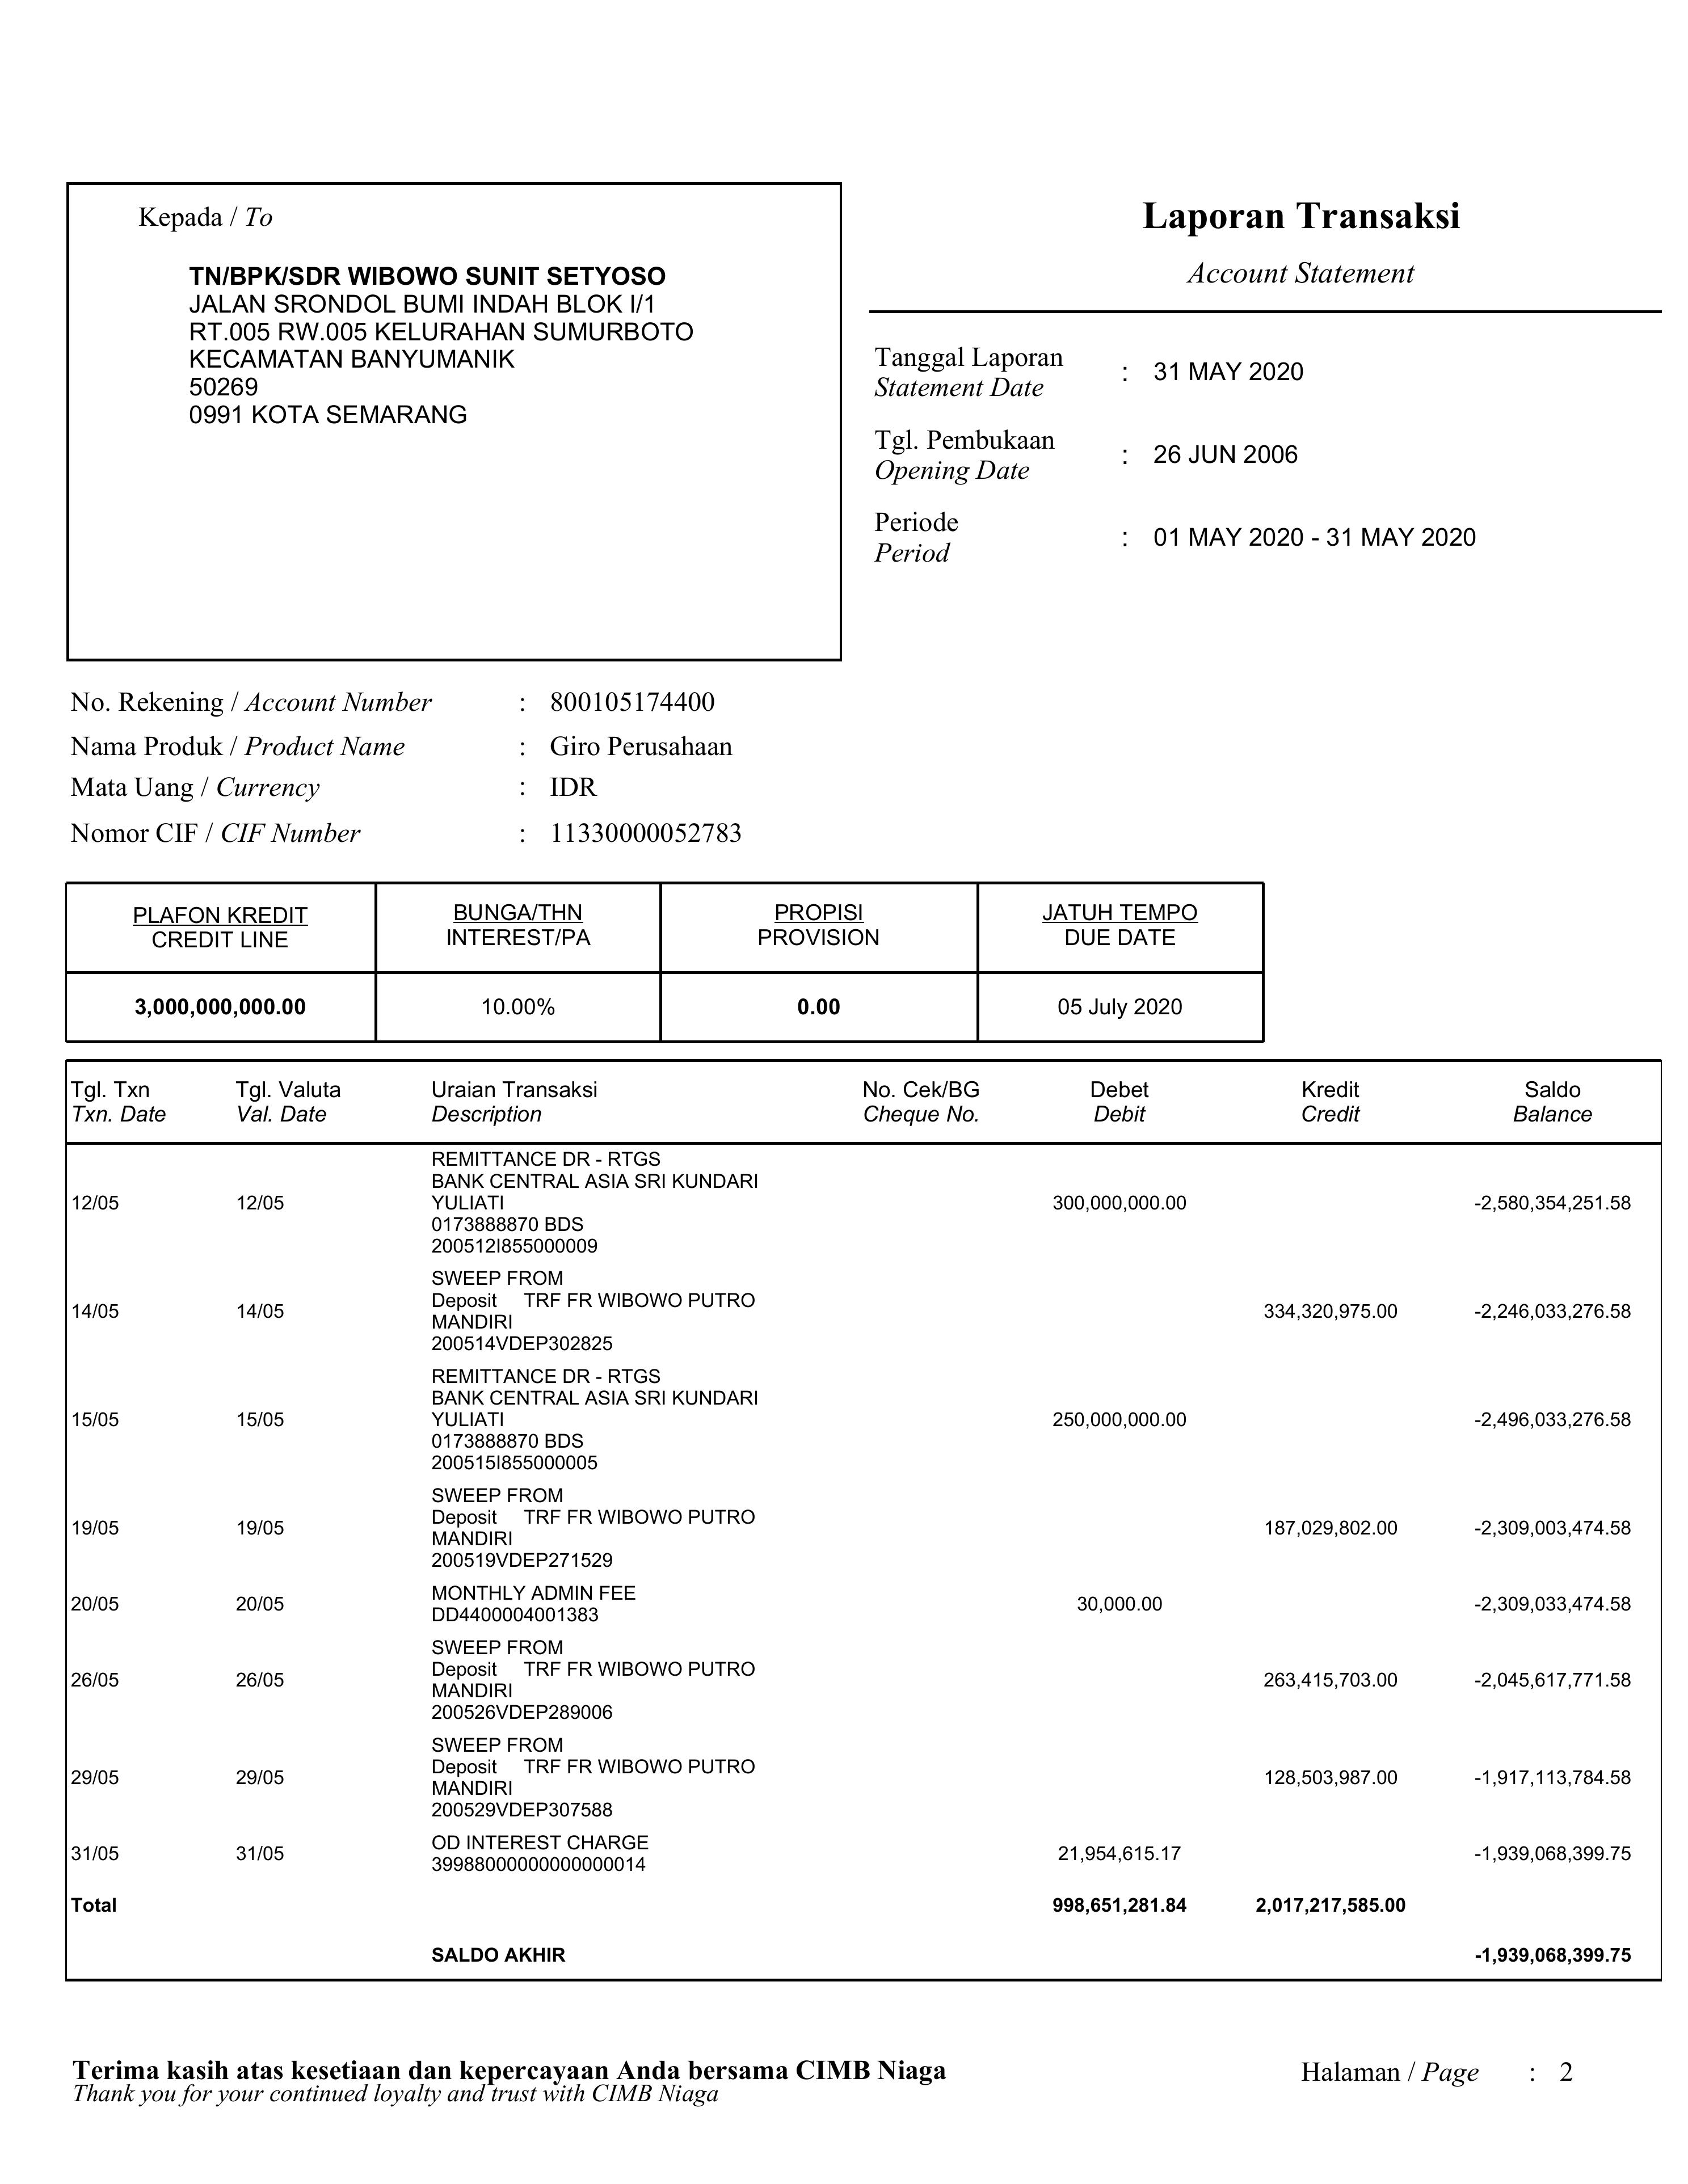 Kepada / To
TN/BPK/SDR WIBOWO SUNIT SETYOSO
JALAN SRONDOL BUMI INDAH BLOK I/1
RT.005 RW.005 KELURAHAN SUMURBOTO
KECAMATAN BANYUMANIK
50269
0991 KOTA SEMARANG
Laporan Transaksi
Account Statement
Tanggal Laporan
Statement Date : 31 MAY 2020
Tgl. Pembukaan
Opening Date : 26 JUN 2006
Periode
Period : 01 MAY 2020 - 31 MAY 2020
No. Rekening / Account Number : 800105174400
Nama Produk / Product Name : Giro Perusahaan
Mata Uang / Currency : IDR
Nomor CIF / CIF Number : 11330000052783
PLAFON KREDIT BUNGA/THN PROPISI JATUH TEMPO
CREDIT LINE INTEREST/PA PROVISION DUE DATE
3,000,000,000.00 10.00% 0.00 05 July 2020
Tgl. Txn Tgl. Valuta Uraian Transaksi No. Cek/BG Debet Kredit Saldo
Txn. Date Val. Date Description Cheque No. Debit Credit Balance
REMITTANCE DR - RTGS
BANK CENTRAL ASIA SRI KUNDARI
12/05 12/05 YULIATI 300,000,000.00 -2,580,354,251.58
0173888870 BDS
200512I855000009
SWEEP FROM
Deposit TRF FR WIBOWO PUTRO
14/05 14/05 MANDIRI 334,320,975.00 -2,246,033,276.58
200514VDEP302825
REMITTANCE DR - RTGS
BANK CENTRAL ASIA SRI KUNDARI
15/05 15/05 YULIATI 250,000,000.00 -2,496,033,276.58
0173888870 BDS
200515I855000005
SWEEP FROM
Deposit TRF FR WIBOWO PUTRO
19/05 19/05 MANDIRI 187,029,802.00 -2,309,003,474.58
200519VDEP271529
MONTHLY ADMIN FEE
20/05 20/05 DD4400004001383 30,000.00 -2,309,033,474.58
SWEEP FROM
Deposit TRF FR WIBOWO PUTRO
26/05 26/05 MANDIRI 263,415,703.00 -2,045,617,771.58
200526VDEP289006
SWEEP FROM
Deposit TRF FR WIBOWO PUTRO
29/05 29/05 MANDIRI 128,503,987.00 -1,917,113,784.58
200529VDEP307588
OD INTEREST CHARGE
31/05 31/05 39988000000000000014 21,954,615.17 -1,939,068,399.75
Total 998,651,281.84 2,017,217,585.00
SALDO AKHIR -1,939,068,399.75
Terima kasih atas kesetiaan dan kepercayaan Anda bersama CIMB Niaga
Thank you for your continued loyalty and trust with CIMB Niaga
Halaman / Page : 2